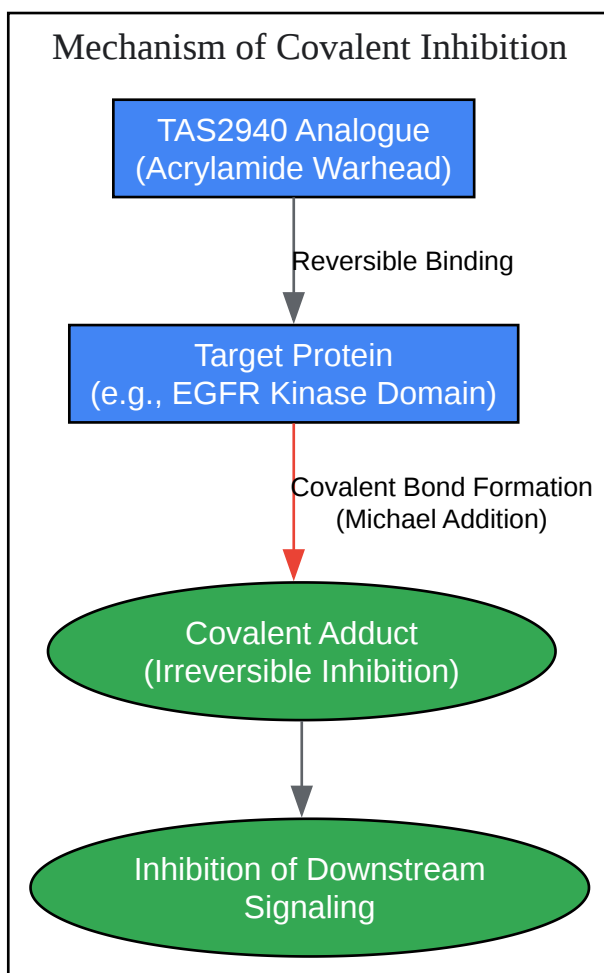 Mechanism of Covalent Inhibition
TAS2940 Analogue
(Acrylamide Warhead)
Reversible Binding
Target Protein
(e.g., EGFR Kinase Domain)
Covalent Bond Formation
(Michael Addition)
Covalent Adduct
(Irreversible Inhibition)
Inhibition of Downstream
Signaling